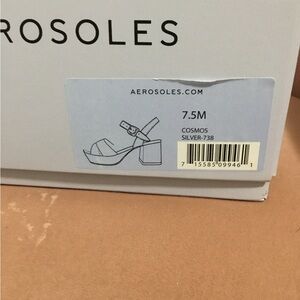 ROSOLES
AEROSOLES.COM
7.5M
COSMOS
SILVER-738
7 15585 09946 1